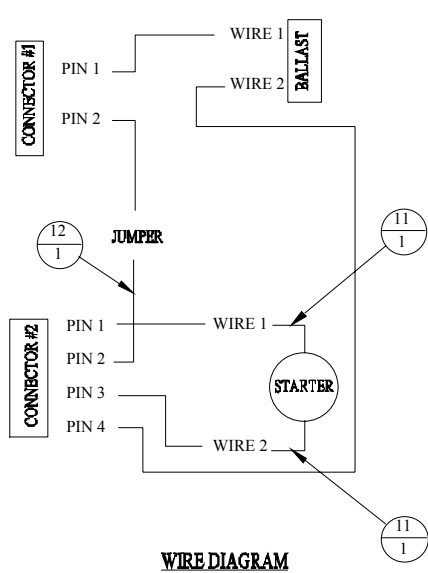 WIRE 1
CONNECTOR #1
BALLAST
PIN 1
WIRE 2
PIN 2
12
1
JUMPER
11
1
CONNECTOR #2
PIN 1
WIRE 1
PIN 2
STARTER
PIN 3
PIN 4
WIRE 2
11
1
WIRE DIAGRAM